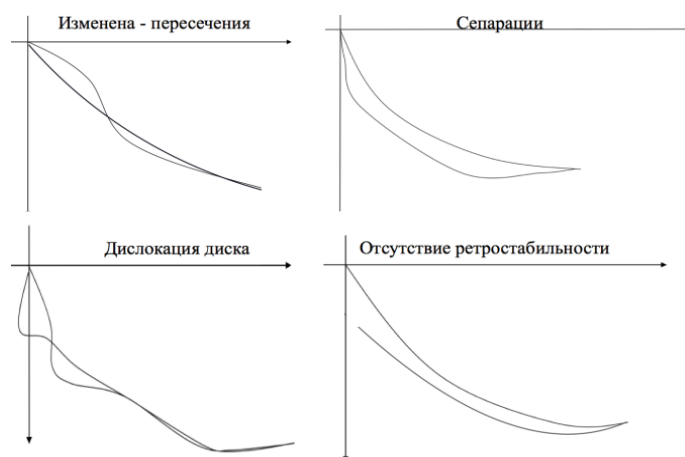 Изменена - пересечения
Сепарации
Дислокация диска
Отсутствие ретростабильности